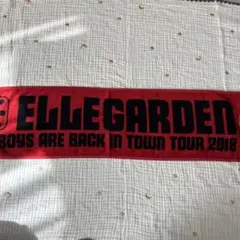 ELLEGARDEN
BOYS ARE BACK IN TOWN TOUR 2018